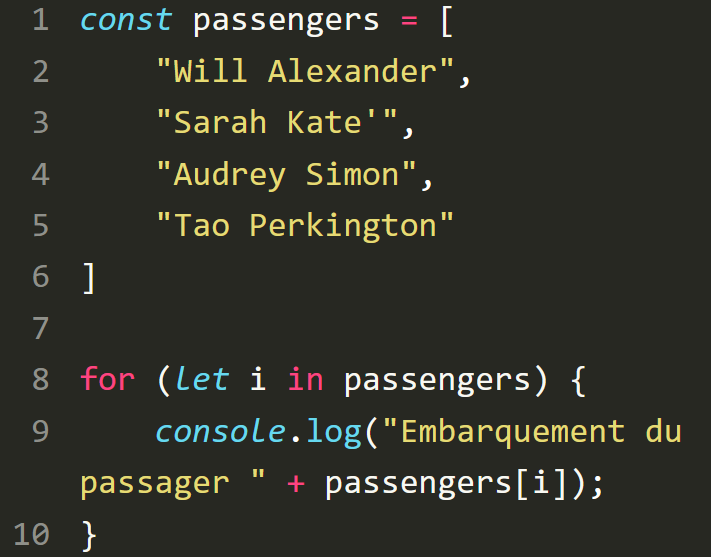 1 const passengers = [
2     "Will Alexander",
3     "Sarah Kate'",
4     "Audrey Simon",
5     "Tao Perkington"
6 ]
7
8 for (let i in passengers) {
9     console.log("Embarquement du
passager " + passengers[i]);
10 }